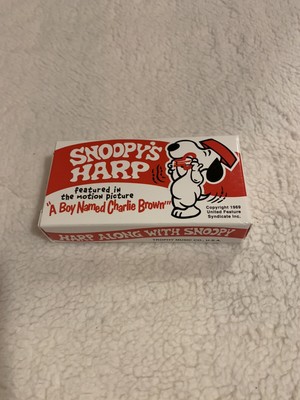 SNOOPY'S
HARP
featured in
the motion picture
"A Boy Named Charlie Brown"
Copyright 1969
United Feature
Syndicate Inc.
HARP ALONG WITH SNOOPY